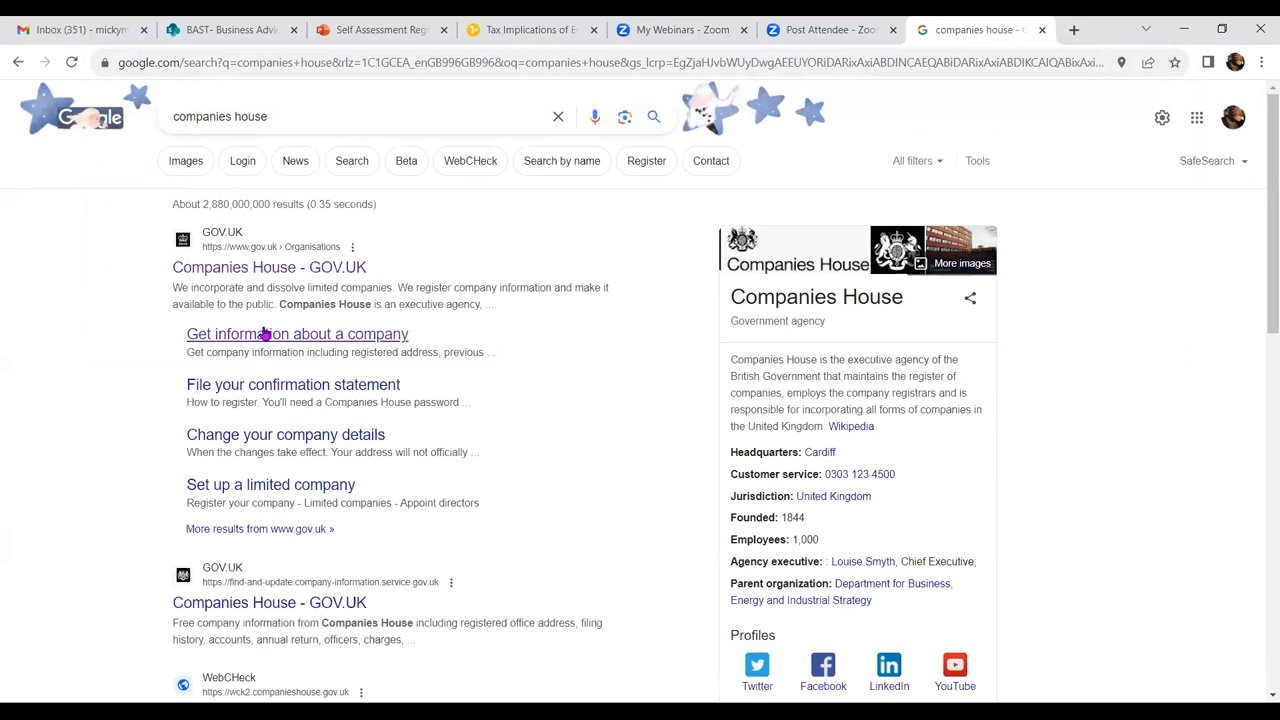 Inbox (351) - mickym
BAST- Business Advic
Self Assessment Reg
Tax Implications of E
My Webinars - Zoom
Post Attendee - Zoom
companies house - G
google.com/search?q=companies+house&rlz=1C1GCEA_enGB996GB996&oq=companies+house&gs_lcrp=EgZjaHJvbWUyDwgAEEUYORiDARixAxiABDINCAEQABiDARixAxiABDIKCAIQABixAxiABDI...
Google
companies house
Images
Login
News
Search
Beta
WebCHeck
Search by name
Register
Contact
All filters
Tools
SafeSearch
About 2,880,000,000 results (0.35 seconds)
GOV.UK
https://www.gov.uk › Organisations
Companies House - GOV.UK
We incorporate and dissolve limited companies. We register company information and make it
available to the public. Companies House is an executive agency, ...
Get information about a company
Get company information including registered address, previous ...
File your confirmation statement
How to register. You'll need a Companies House password ...
Change your company details
When the changes take effect. Your address will not officially ...
Set up a limited company
Register your company - Limited companies - Appoint directors
More results from www.gov.uk »
GOV.UK
https://find-and-update.company-information.service.gov.uk
Companies House - GOV.UK
Free company information from Companies House including registered office address, filing
history, accounts, annual return, officers, charges, ...
WebCHeck
https://wck2.companieshouse.gov.uk
Companies House
More images
Companies House
Government agency
Companies House is the executive agency of the
British Government that maintains the register of
companies, employs the company registrars and is
responsible for incorporating all forms of companies in
the United Kingdom. Wikipedia
Headquarters: Cardiff
Customer service: 0303 123 4500
Jurisdiction: United Kingdom
Founded: 1844
Employees: 1,000
Agency executive: : Louise Smyth, Chief Executive;
Parent organization: Department for Business,
Energy and Industrial Strategy
Profiles
Twitter
Facebook
LinkedIn
YouTube